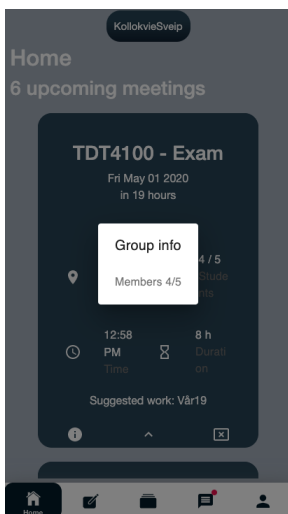 KollokvieSveip
Home
6 upcoming meetings
TDT4100 - Exam
Fri May 01 2020
in 19 hours
Group info
Members 4/5
4 / 5
Stude
nts
12:58
PM
Time
8 h
Durati
on
Suggested work: Vår19
Home